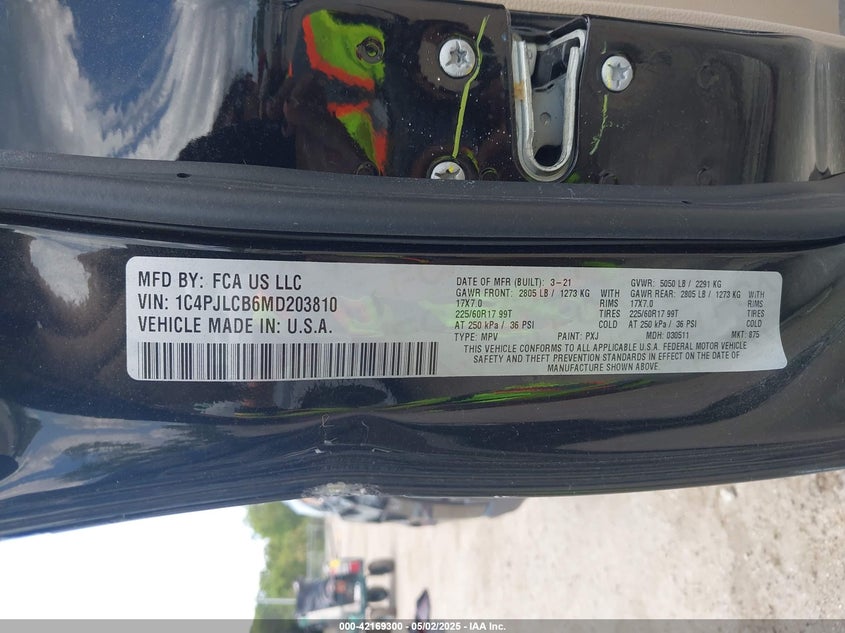 MFD BY: FCA US LLC
VIN: 1C4PJLCB6MD203810
VEHICLE MADE IN: U.S.A.
DATE OF MFR (BUILT): 3-21 GVWR: 5050 LB / 2291 KG
GAWR FRONT: 2805 LB / 1273 KG GAWR REAR: 2805 LB / 1273 KG
17X7.0 RIMS 17X7.0 RIMS
225/60R17 99T TIRES 225/60R17 99T TIRES
AT 250 kPa / 36 PSI COLD AT 250 kPa / 36 PSI COLD
TYPE: MPV PAINT: PXJ MDH: 030511 MKT: 875
THIS VEHICLE CONFORMS TO ALL APPLICABLE U.S.A. FEDERAL MOTOR VEHICLE
SAFETY AND THEFT PREVENTION STANDARDS IN EFFECT ON THE DATE OF
MANUFACTURE SHOWN ABOVE.
000-42169300 - 05/02/2025 - IAA Inc.